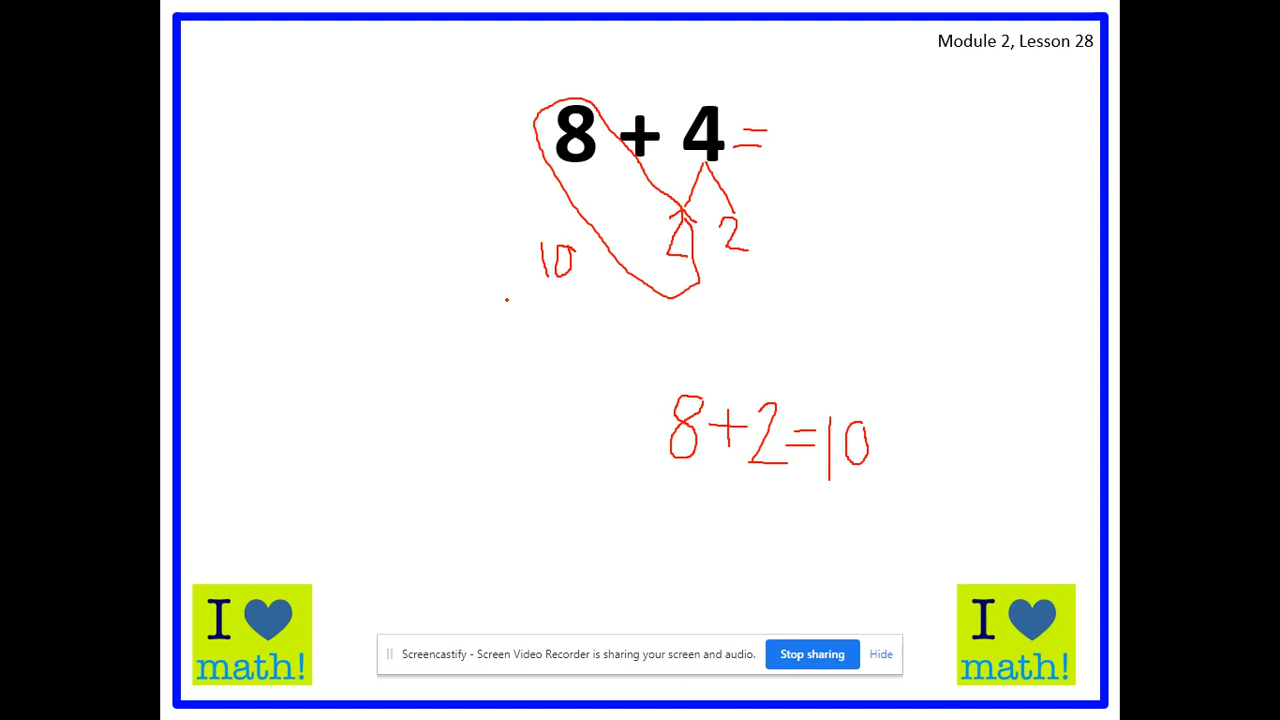 Module 2, Lesson 28
8 + 4 =
2
10
8+2=10
I
math!
I
math!
Screencastify - Screen Video Recorder is sharing your screen and audio.
Stop sharing
Hide